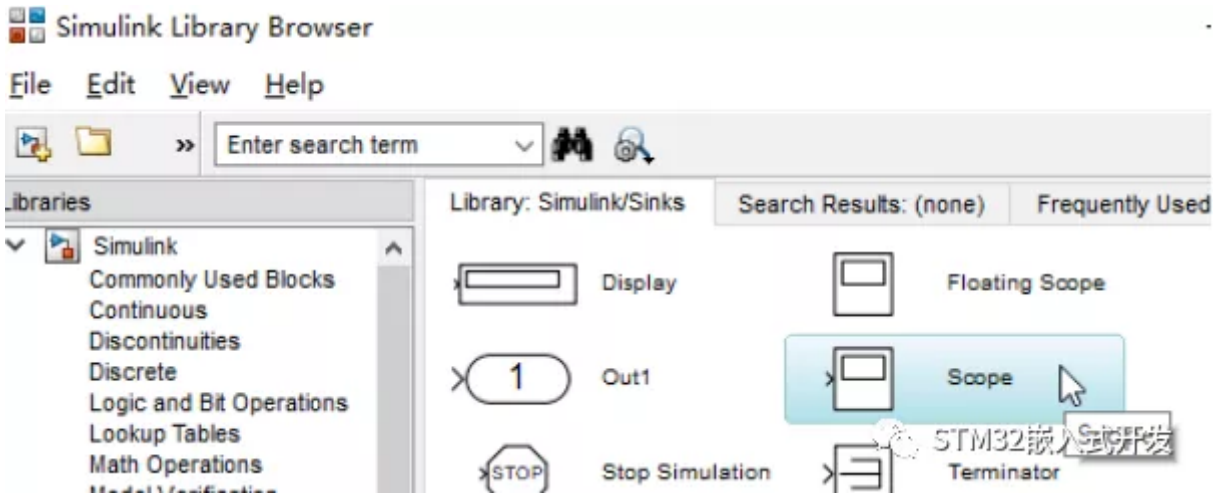 Simulink Library Browser
File Edit View Help
» Enter search term
Libraries
Library: Simulink/Sinks
Search Results: (none)
Frequently Used
Simulink
Commonly Used Blocks
Continuous
Discontinuities
Discrete
Logic and Bit Operations
Lookup Tables
Math Operations
Model Verification
Display
Floating Scope
1
Out1
Scope
STM32嵌入式开发
STOP
Stop Simulation
Terminator